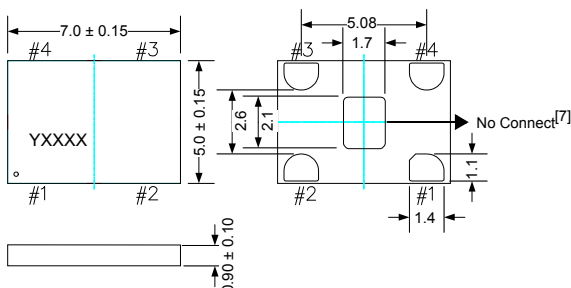 7.0 ± 0.15
5.08
#4 #3
1.7
#3 #4
YXXXX
5.0 ± 0.15
2.6
2.1
No Connect[7]
1.1
#1 #2
#2 #1
1.4
0.90 ± 0.10